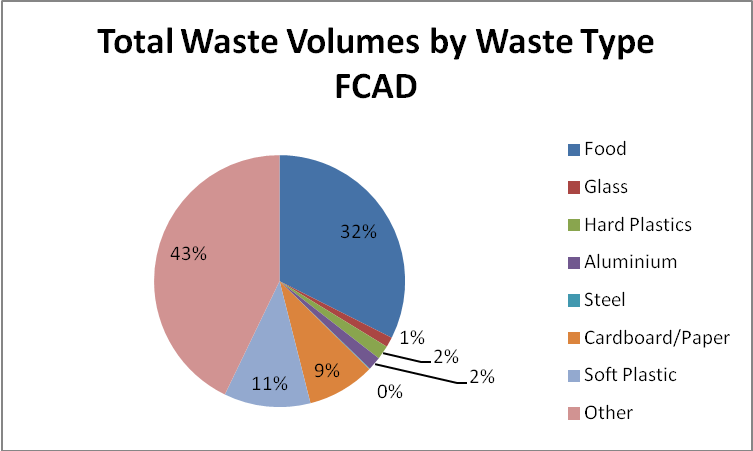 Total Waste Volumes by Waste Type
FCAD
32%
1%
2%
2%
0%
9%
11%
43%
Food
Glass
Hard Plastics
Aluminium
Steel
Cardboard/Paper
Soft Plastic
Other